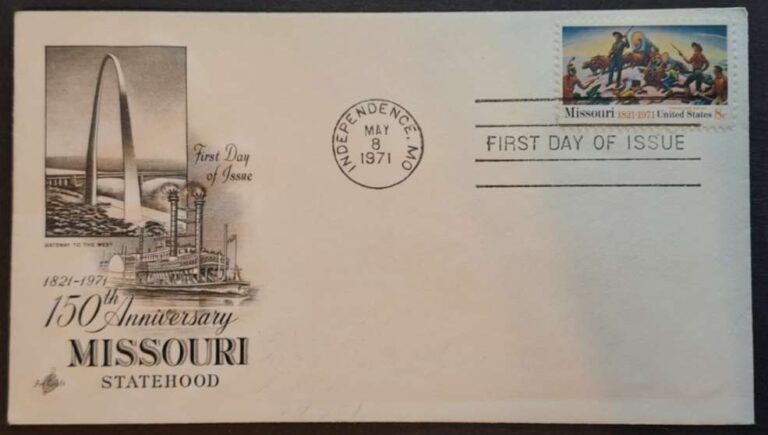 First Day
of Issue
GATEWAY TO THE WEST
1821-1971
150th Anniversary
MISSOURI
STATEHOOD
INDEPENDENCE, MO
MAY
8
1971
Missouri 1821-1971 United States 8c
FIRST DAY OF ISSUE